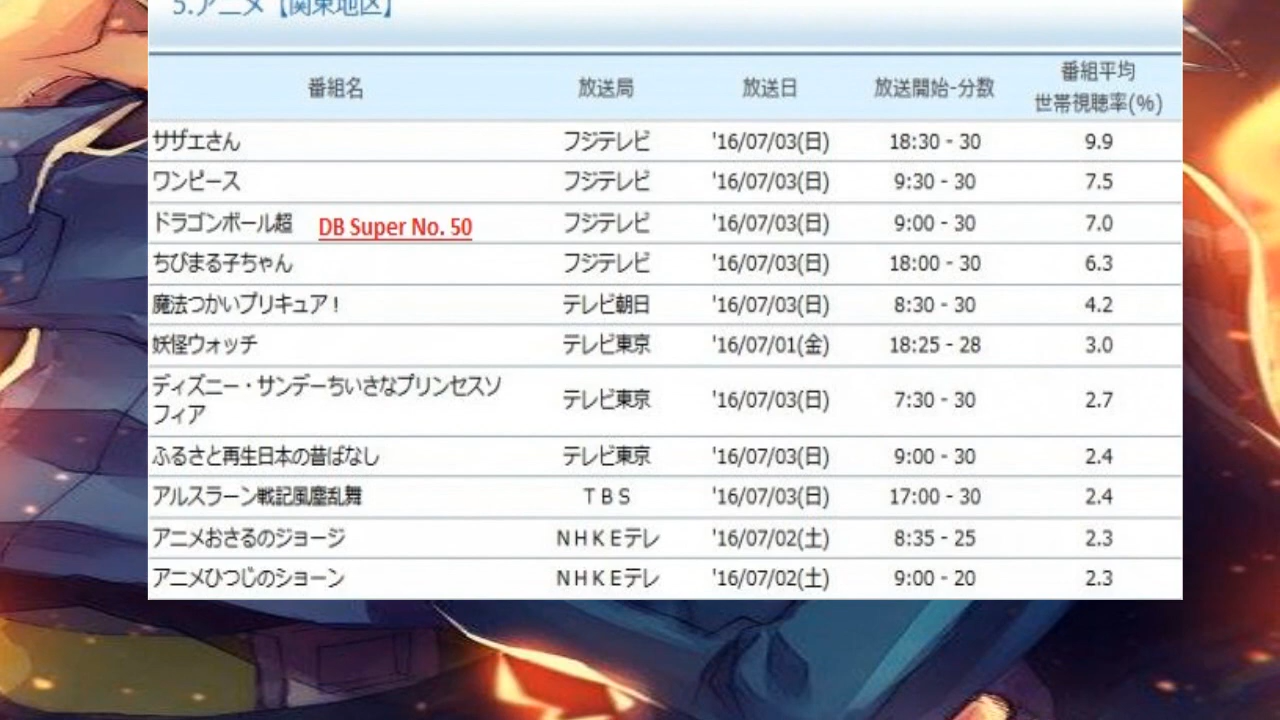 5.アニメ【関東地区】
番組名 放送局 放送日 放送開始-分数 番組平均
世帯視聴率(%)
サザエさん フジテレビ '16/07/03(日) 18:30 - 30 9.9
ワンピース フジテレビ '16/07/03(日) 9:30 - 30 7.5
ドラゴンボール超 DB Super No. 50 フジテレビ '16/07/03(日) 9:00 - 30 7.0
ちびまる子ちゃん フジテレビ '16/07/03(日) 18:00 - 30 6.3
魔法つかいプリキュア！ テレビ朝日 '16/07/03(日) 8:30 - 30 4.2
妖怪ウォッチ テレビ東京 '16/07/01(金) 18:25 - 28 3.0
ディズニー・サンデーちいさなプリンセスソ
フィア テレビ東京 '16/07/03(日) 7:30 - 30 2.7
ふるさと再生日本の昔ばなし テレビ東京 '16/07/03(日) 9:00 - 30 2.4
アルスラーン戦記風塵乱舞 ＴＢＳ '16/07/03(日) 17:00 - 30 2.4
アニメおさるのジョージ ＮＨＫＥテレ '16/07/02(土) 8:35 - 25 2.3
アニメひつじのショーン ＮＨＫＥテレ '16/07/02(土) 9:00 - 20 2.3